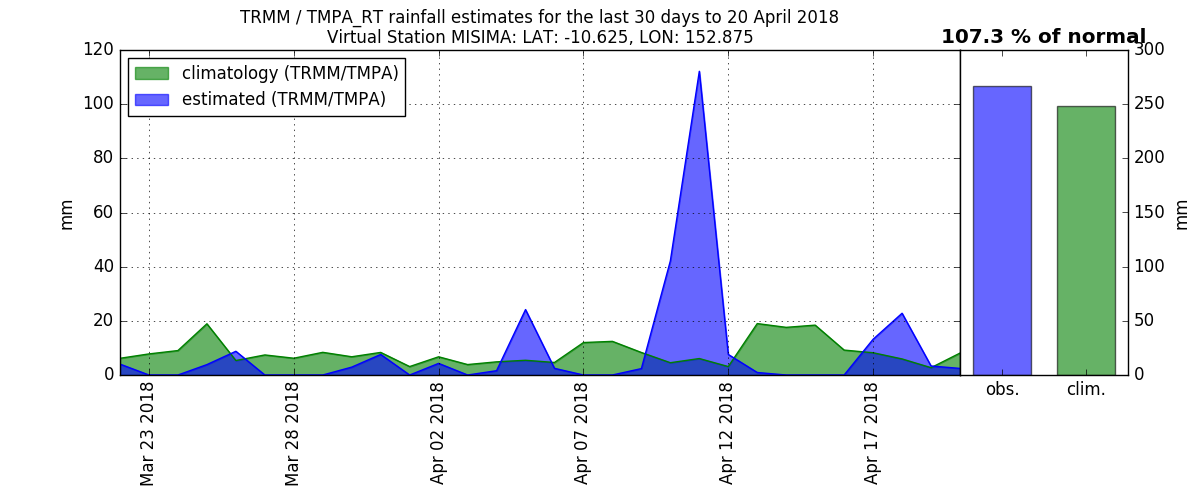 TRMM / TMPA_RT rainfall estimates for the last 30 days to 20 April 2018
Virtual Station MISIMA: LAT: -10.625, LON: 152.875
107.3 % of normal
climatology (TRMM/TMPA)
estimated (TRMM/TMPA)
120
100
80
60
40
20
0
mm
Mar 23 2018
Mar 28 2018
Apr 02 2018
Apr 07 2018
Apr 12 2018
Apr 17 2018
300
250
200
150
100
50
0
mm
obs.
clim.